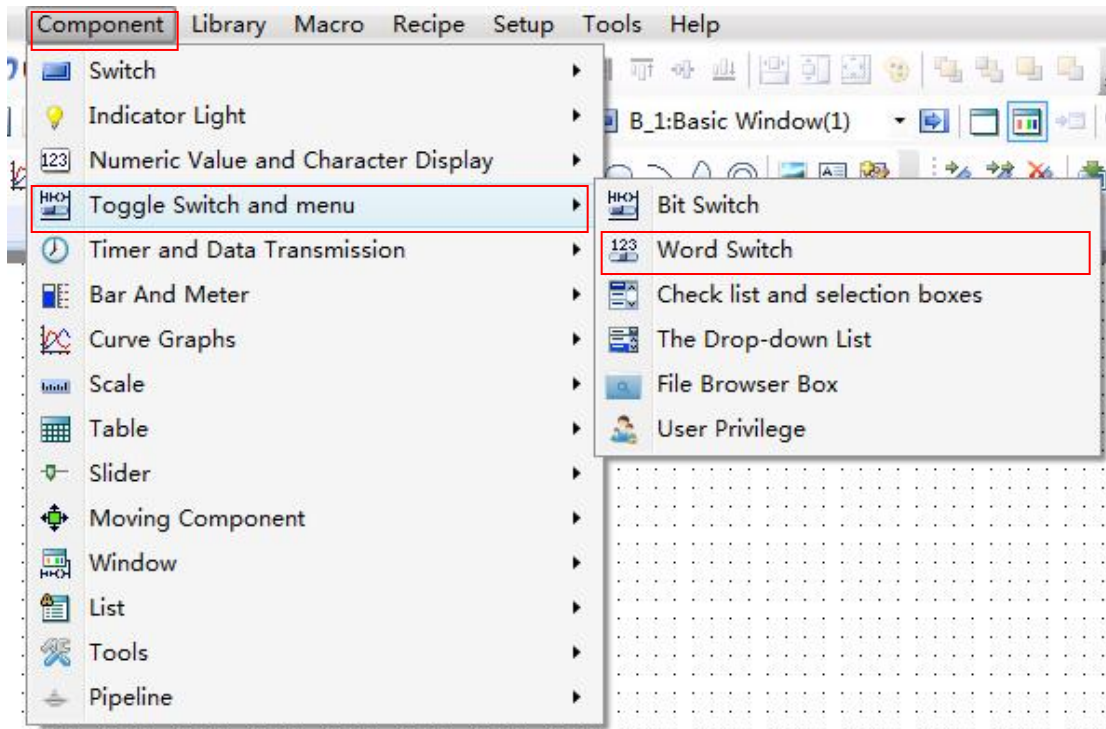 Component Library Macro Recipe Setup Tools Help
Switch
B_1:Basic Window(1)
Indicator Light
123 Numeric Value and Character Display
Toggle Switch and menu
Bit Switch
Timer and Data Transmission
123 Word Switch
Bar And Meter
Check list and selection boxes
Curve Graphs
The Drop-down List
Scale
File Browser Box
Table
User Privilege
Slider
Moving Component
Window
List
Tools
Pipeline